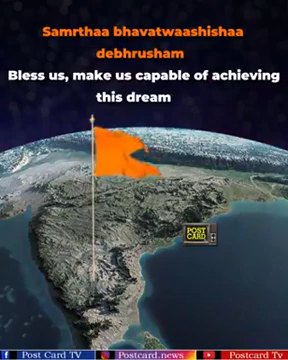 Samrthaa bhavatwaashishaa
debhrusham
Bless us, make us capable of achieving
this dream
POST
CARD
f Post Card TV
Postcard.news
Postcard Tv